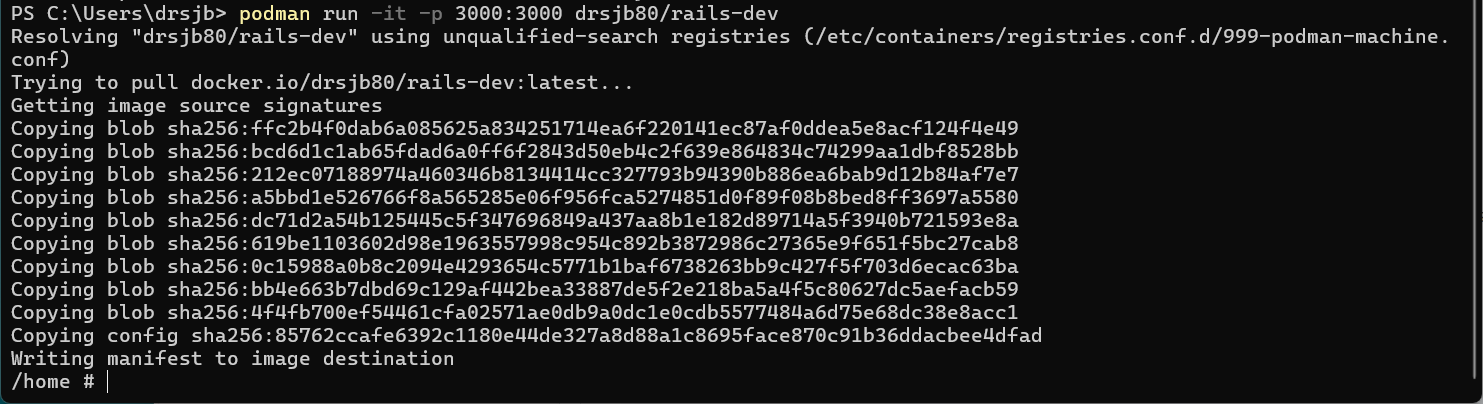 PS C:\Users\drsjb> podman run -it -p 3000:3000 drsjb80/rails-dev
Resolving "drsjb80/rails-dev" using unqualified-search registries (/etc/containers/registries.conf.d/999-podman-machine.
conf)
Trying to pull docker.io/drsjb80/rails-dev:latest...
Getting image source signatures
Copying blob sha256:ffc2b4f0dab6a085625a834251714ea6f220141ec87af0ddea5e8acf124f4e49
Copying blob sha256:bcd6d1c1ab65fdad6a0ff6f2843d50eb4c2f639e864834c74299aa1dbf8528bb
Copying blob sha256:212ec07188974a460346b8134414cc327793b94390b886ea6bab9d12b84af7e7
Copying blob sha256:a5bbd1e526766f8a565285e06f956fca5274851d0f89f08b8bed8ff3697a5580
Copying blob sha256:dc71d2a54b125445c5f347696849a437aa8b1e182d89714a5f3940b721593e8a
Copying blob sha256:619be1103602d98e1963557998c954c892b3872986c27365e9f651f5bc27cab8
Copying blob sha256:0c15988a0b8c2094e4293654c5771b1baf6738263bb9c427f5f703d6ecac63ba
Copying blob sha256:bb4e663b7dbd69c129af442bea33887de5f2e218ba5a4f5c80627dc5aefacb59
Copying blob sha256:4f4fb700ef54461cfa02571ae0db9a0dc1e0cdb5577484a6d75e68dc38e8acc1
Copying config sha256:85762ccafe6392c1180e44de327a8d88a1c8695face870c91b36ddacbee4dfad
Writing manifest to image destination
/home #